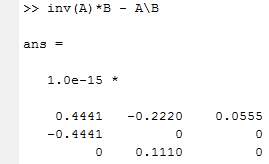 >> inv(A)*B - A\B
ans =
1.0e-15 *
0.4441 -0.2220 0.0555
-0.4441 0 0
0 0.1110 0